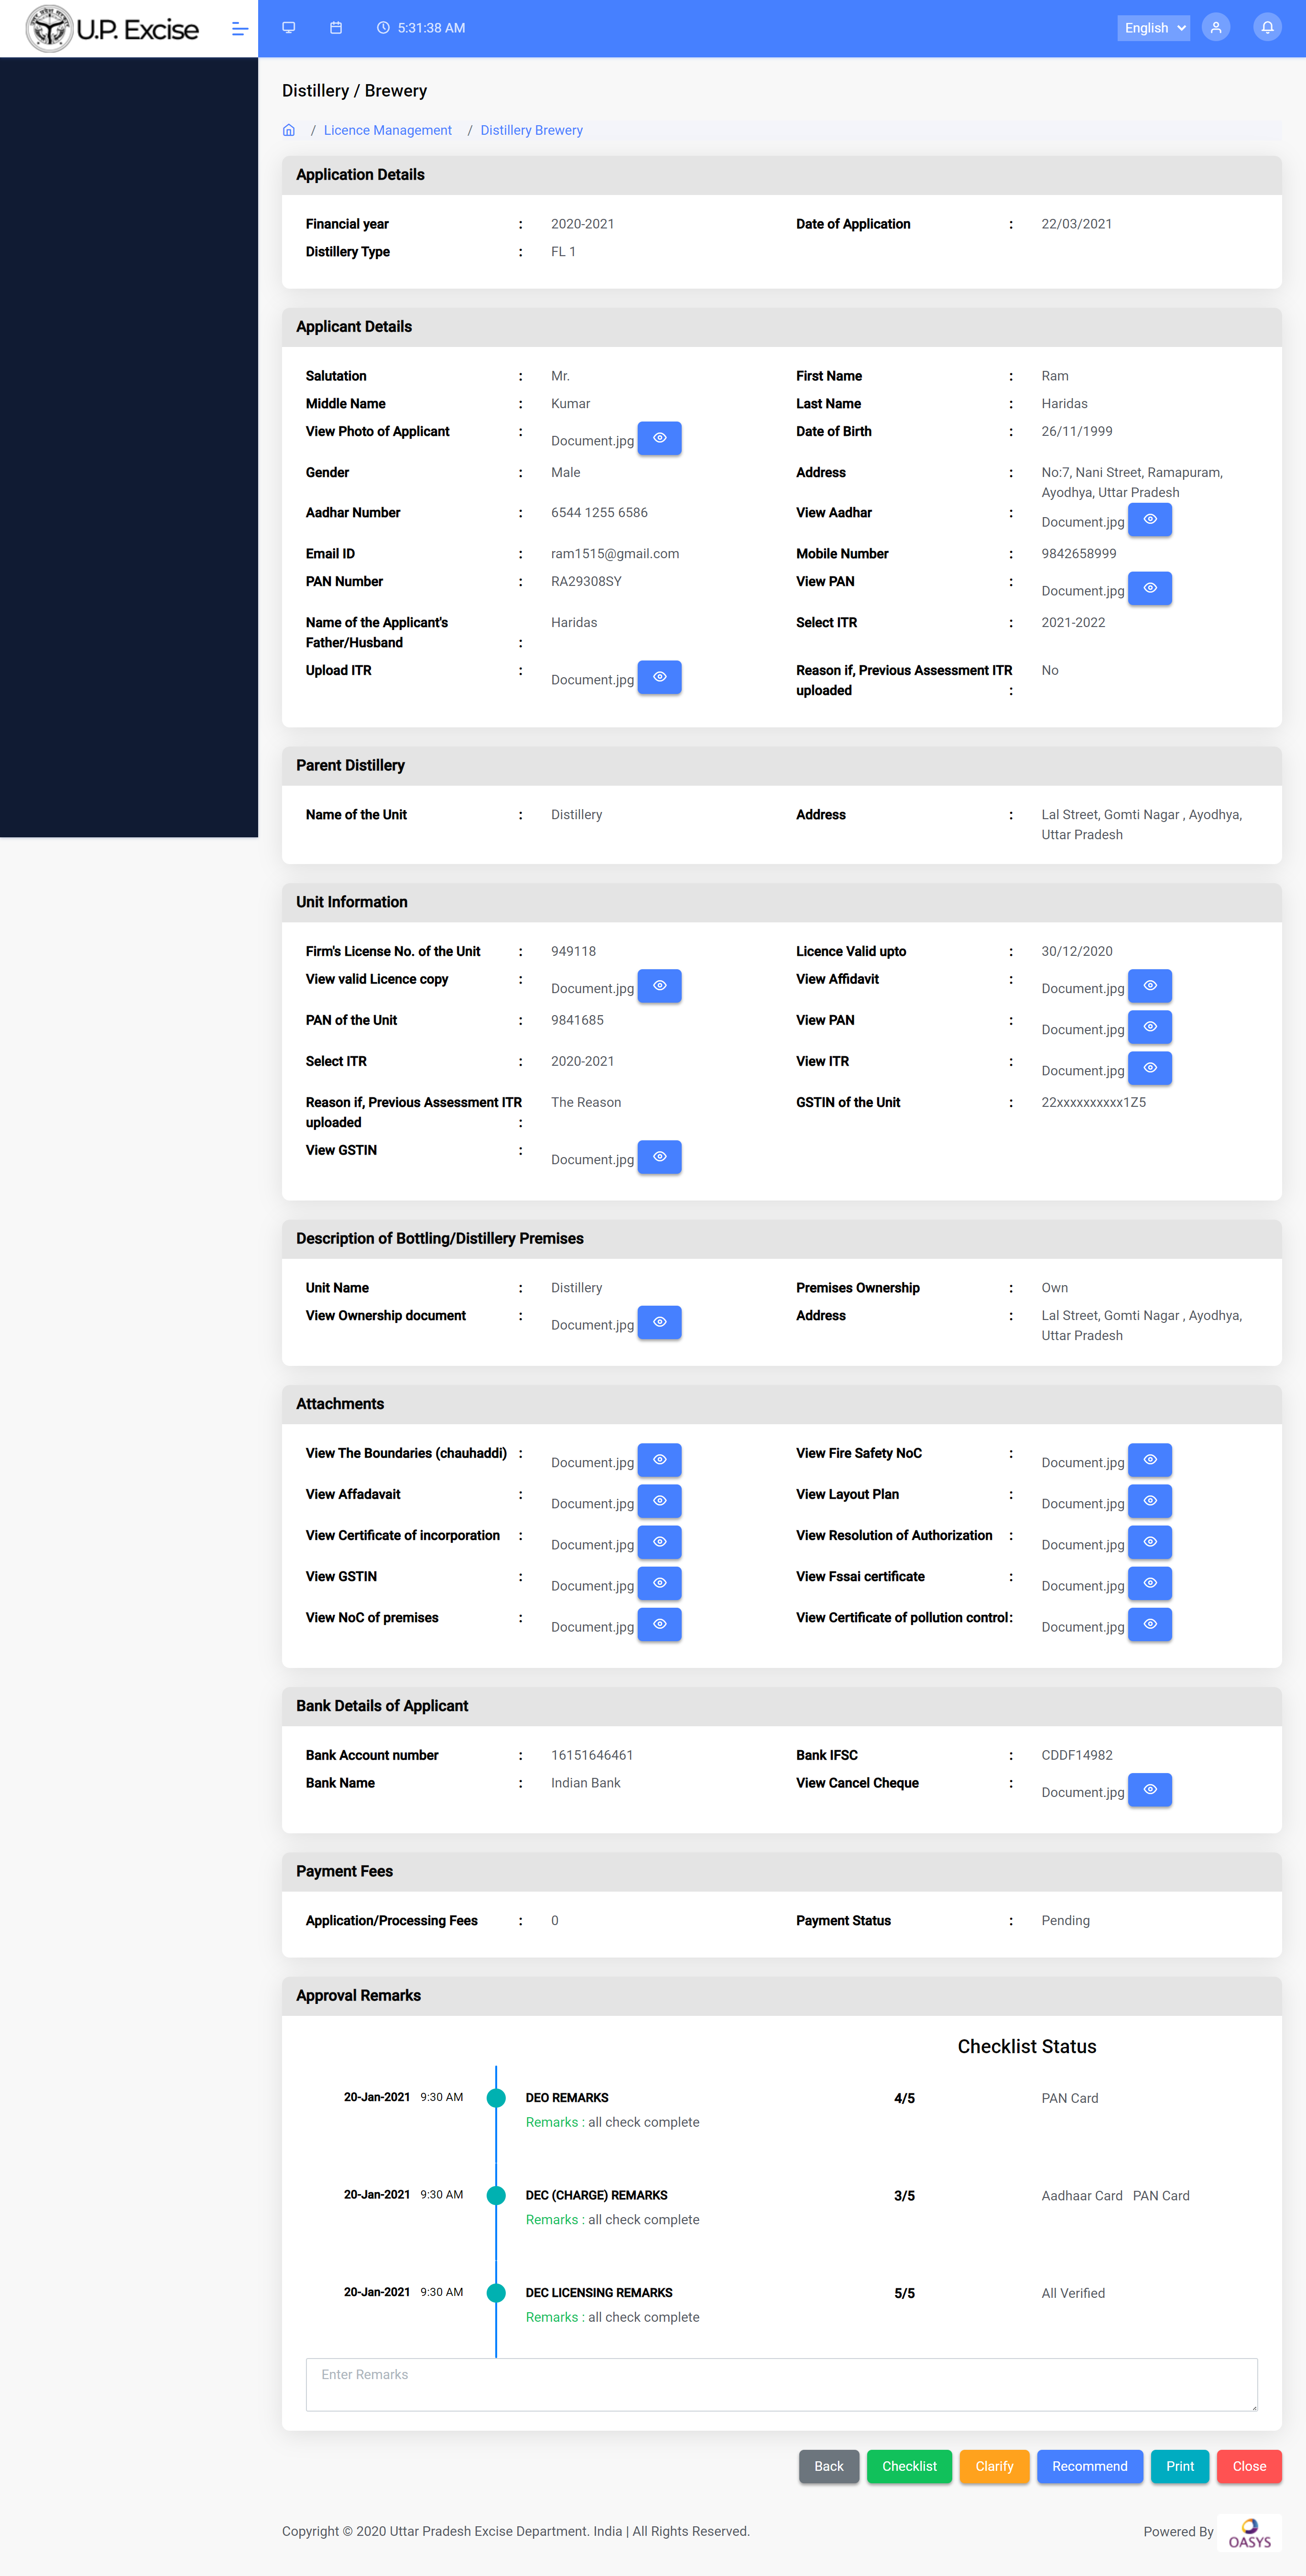 U.P. Excise
5:31:38 AM
English
Distillery / Brewery
/ Licence Management / Distillery Brewery
Application Details
Financial year : 2020-2021 Date of Application : 22/03/2021
Distillery Type : FL 1
Applicant Details
Salutation : Mr. First Name : Ram
Middle Name : Kumar Last Name : Haridas
View Photo of Applicant : Document.jpg Date of Birth : 26/11/1999
Gender : Male Address : No:7, Nani Street, Ramapuram,
Ayodhya, Uttar Pradesh
Aadhar Number : 6544 1255 6586 View Aadhar : Document.jpg
Email ID : ram1515@gmail.com Mobile Number : 9842658999
PAN Number : RA29308SY View PAN : Document.jpg
Name of the Applicant's Haridas Select ITR : 2021-2022
Father/Husband :
Upload ITR : Document.jpg Reason if, Previous Assessment ITR No
uploaded :
Parent Distillery
Name of the Unit : Distillery Address : Lal Street, Gomti Nagar , Ayodhya,
Uttar Pradesh
Unit Information
Firm's License No. of the Unit : 949118 Licence Valid upto : 30/12/2020
View valid Licence copy : Document.jpg View Affidavit : Document.jpg
PAN of the Unit : 9841685 View PAN : Document.jpg
Select ITR : 2020-2021 View ITR : Document.jpg
Reason if, Previous Assessment ITR The Reason GSTIN of the Unit : 22xxxxxxxxxx1Z5
uploaded :
View GSTIN : Document.jpg
Description of Bottling/Distillery Premises
Unit Name : Distillery Premises Ownership : Own
View Ownership document : Document.jpg Address : Lal Street, Gomti Nagar , Ayodhya,
Uttar Pradesh
Attachments
View The Boundaries (chauhaddi) : Document.jpg View Fire Safety NoC : Document.jpg
View Affadavait : Document.jpg View Layout Plan : Document.jpg
View Certificate of incorporation : Document.jpg View Resolution of Authorization : Document.jpg
View GSTIN : Document.jpg View Fssai certificate : Document.jpg
View NoC of premises : Document.jpg View Certificate of pollution control : Document.jpg
Bank Details of Applicant
Bank Account number : 16151646461 Bank IFSC : CDDF14982
Bank Name : Indian Bank View Cancel Cheque : Document.jpg
Payment Fees
Application/Processing Fees : 0 Payment Status : Pending
Approval Remarks
Checklist Status
20-Jan-2021 9:30 AM DEO REMARKS 4/5 PAN Card
Remarks : all check complete
20-Jan-2021 9:30 AM DEC (CHARGE) REMARKS 3/5 Aadhaar Card PAN Card
Remarks : all check complete
20-Jan-2021 9:30 AM DEC LICENSING REMARKS 5/5 All Verified
Remarks : all check complete
Enter Remarks
Back Checklist Clarify Recommend Print Close
Copyright © 2020 Uttar Pradesh Excise Department. India | All Rights Reserved. Powered By OASYS